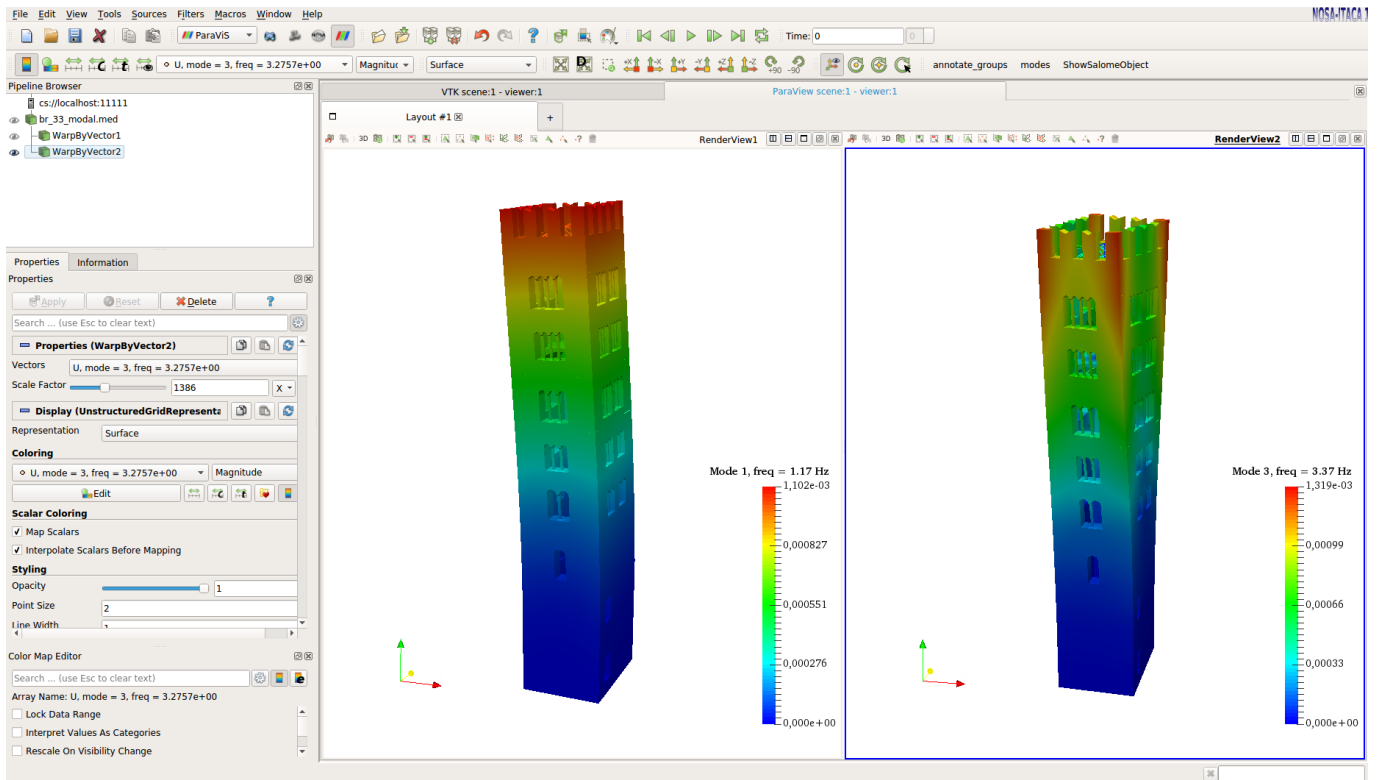 File Edit View Tools Sources Filters Macros Window Help
NOSA-ITACA 1
ParaViS
Time: 0
0
U, mode = 3, freq = 3.2757e+00
Magnituc
Surface
+90 -90
annotate_groups modes ShowSalomeObject
Pipeline Browser
cs://localhost:11111
br_33_modal.med
WarpByVector1
WarpByVector2
Properties Information
Properties
Apply Reset Delete ?
Search ... (use Esc to clear text)
Properties (WarpByVector2)
Vectors U, mode = 3, freq = 3.2757e+00
Scale Factor 1386 X
Display (UnstructuredGridRepresenta
Representation Surface
Coloring
U, mode = 3, freq = 3.2757e+00 Magnitude
Edit
Scalar Coloring
Map Scalars
Interpolate Scalars Before Mapping
Styling
Opacity 1
Point Size 2
Line Width 1
Color Map Editor
Search ... (use Esc to clear text)
Array Name: U, mode = 3, freq = 3.2757e+00
Lock Data Range
Interpret Values As Categories
Rescale On Visibility Change
VTK scene:1 - viewer:1
ParaView scene:1 - viewer:1
Layout #1
+
3D
RenderView1
Mode 1, freq = 1.17 Hz
1,102e-03
0,000827
0,000551
0,000276
0,000e+00
3D
RenderView2
Mode 3, freq = 3.37 Hz
1,319e-03
0,00099
0,00066
0,00033
0,000e+00